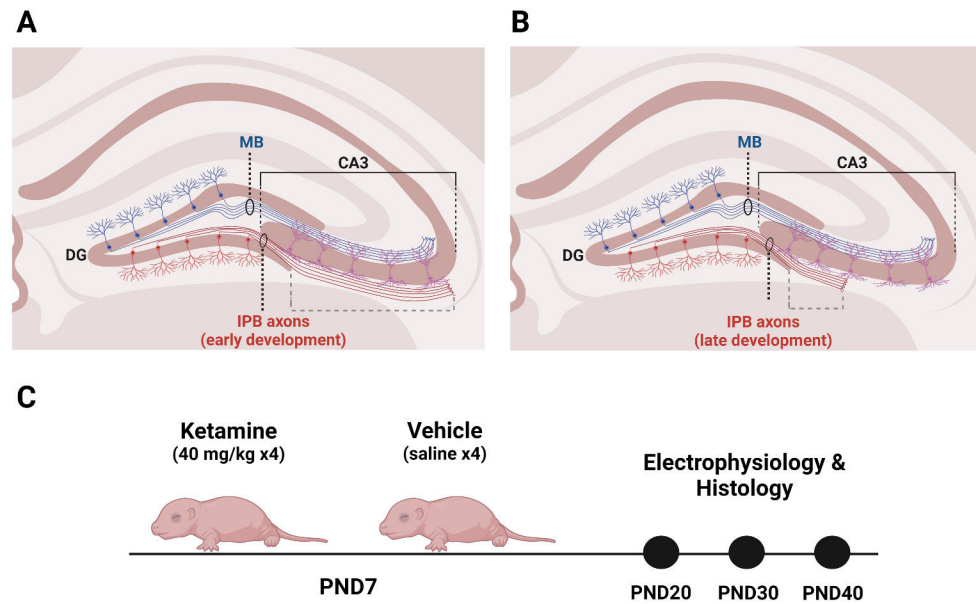 A
MB
CA3
DG
IPB axons
(early development)
B
MB
CA3
DG
IPB axons
(late development)
C
Ketamine
(40 mg/kg x4)
Vehicle
(saline x4)
Electrophysiology &
Histology
PND7
PND20
PND30
PND40